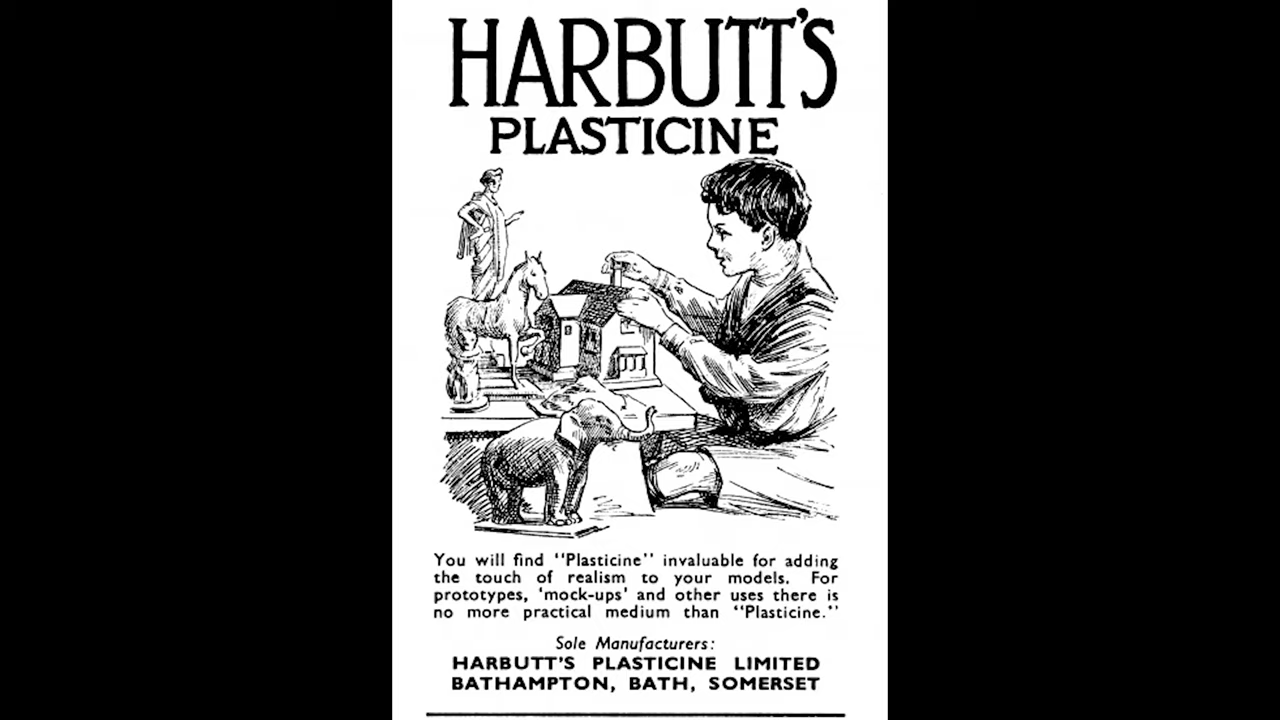 HARBUTT'S
PLASTICINE
You will find "Plasticine" invaluable for adding
the touch of realism to your models. For
prototypes, 'mock-ups' and other uses there is
no more practical medium than "Plasticine."
Sole Manufacturers:
HARBUTT'S PLASTICINE LIMITED
BATHAMPTON, BATH, SOMERSET